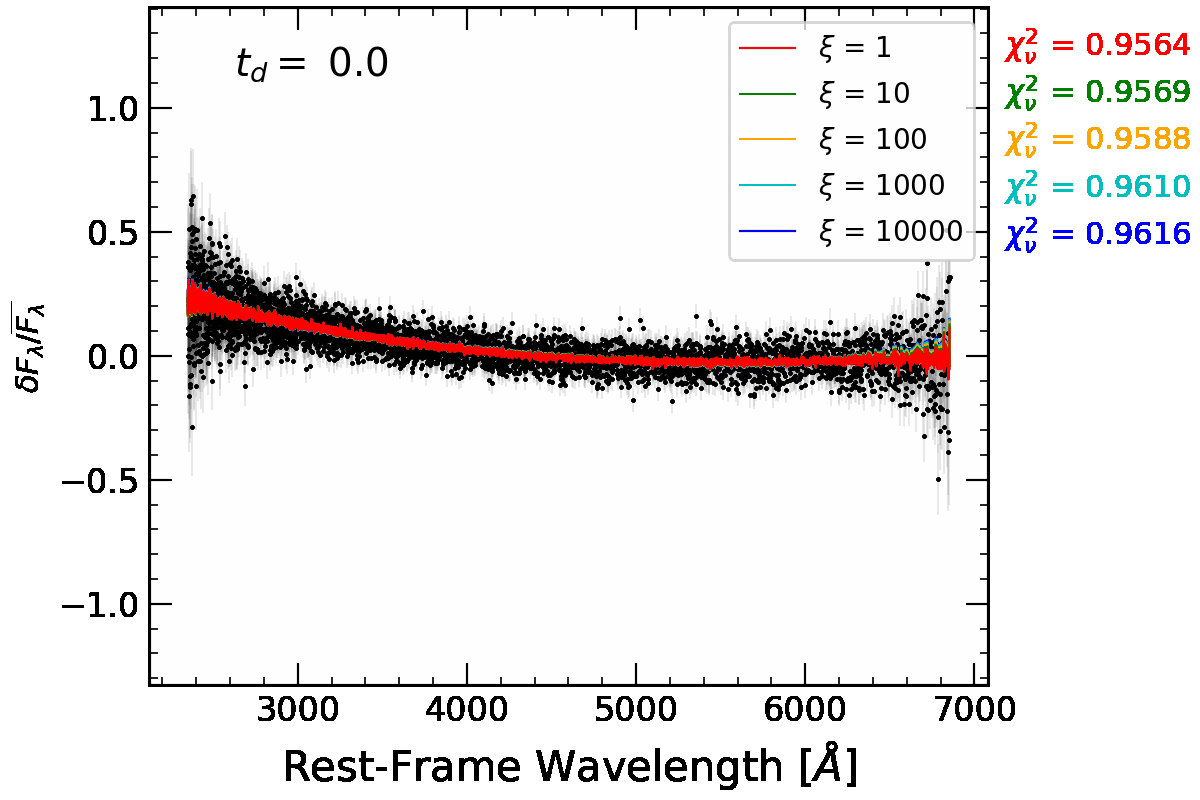 t_d = 0.0
ξ = 1
ξ = 10
ξ = 100
ξ = 1000
ξ = 10000
χ²_ν = 0.9564
χ²_ν = 0.9569
χ²_ν = 0.9588
χ²_ν = 0.9610
χ²_ν = 0.9616
1.0
0.5
0.0
−0.5
−1.0
δF_λ/F̅_λ
3000 4000 5000 6000 7000
Rest-Frame Wavelength [Å]